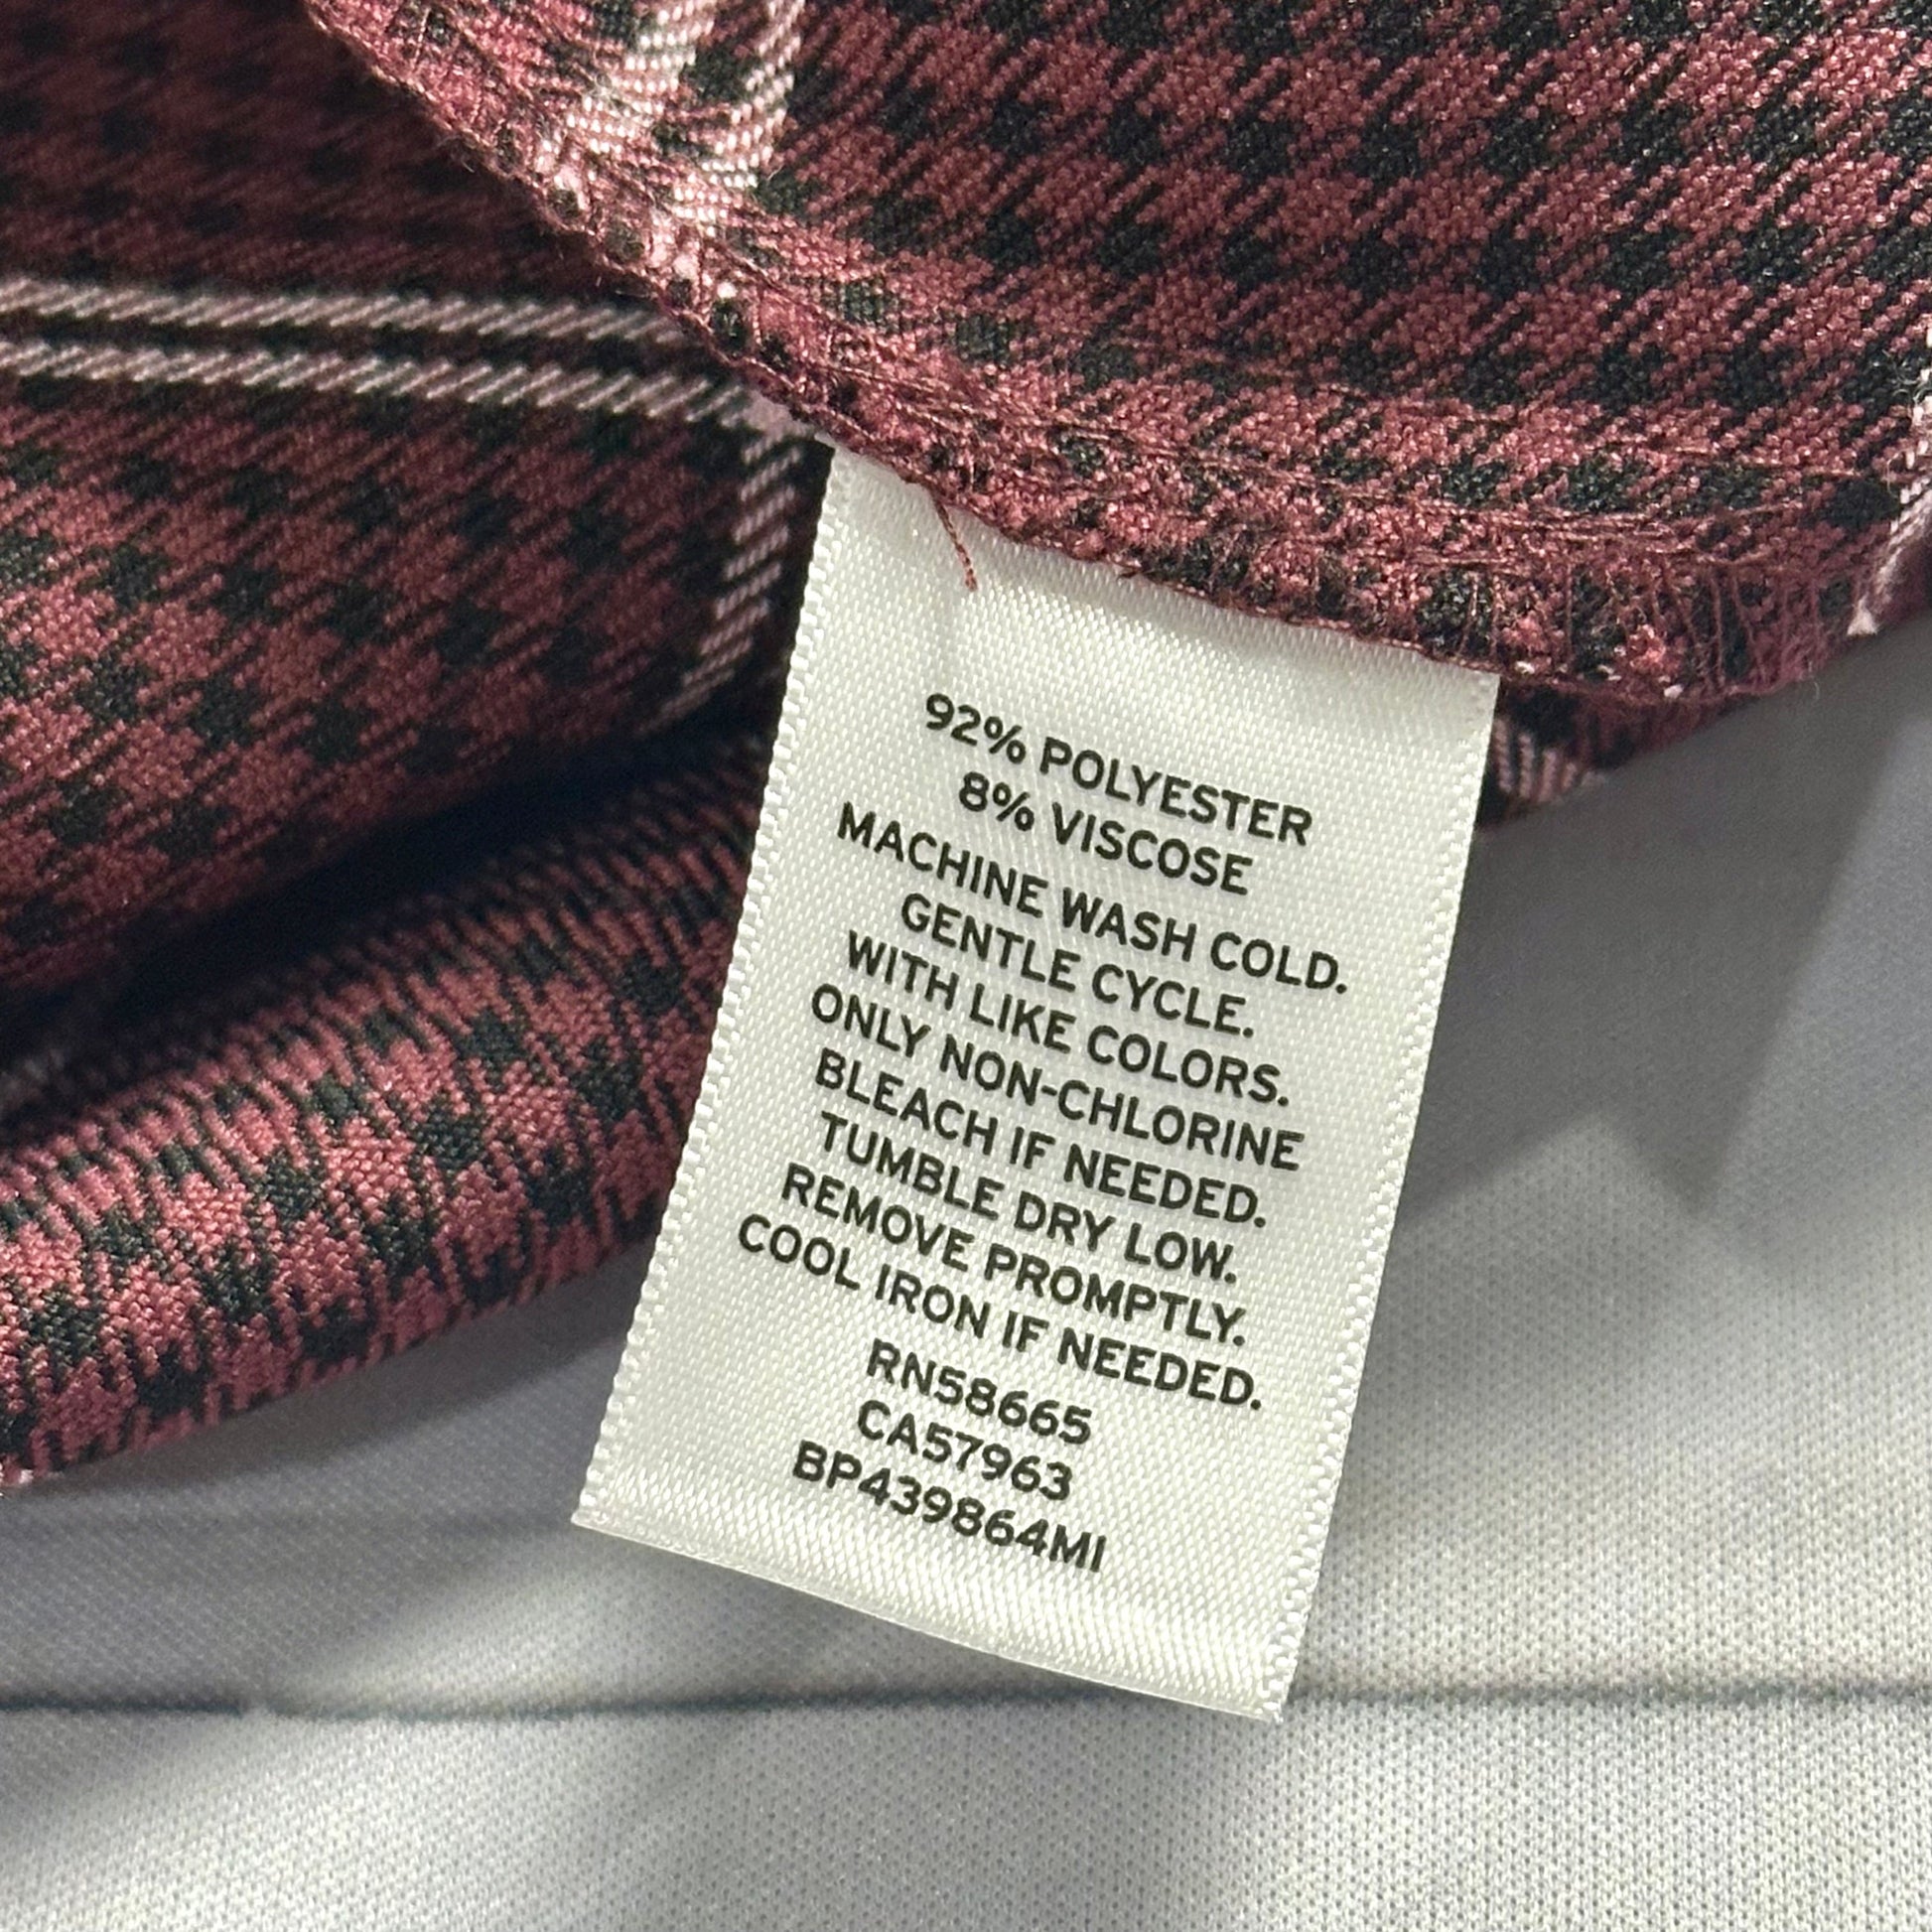 92% POLYESTER
8% VISCOSE
MACHINE WASH COLD.
GENTLE CYCLE.
WITH LIKE COLORS.
ONLY NON-CHLORINE
BLEACH IF NEEDED.
TUMBLE DRY LOW.
REMOVE PROMPTLY.
COOL IRON IF NEEDED.
RN58665
CA57963
BP439864MI